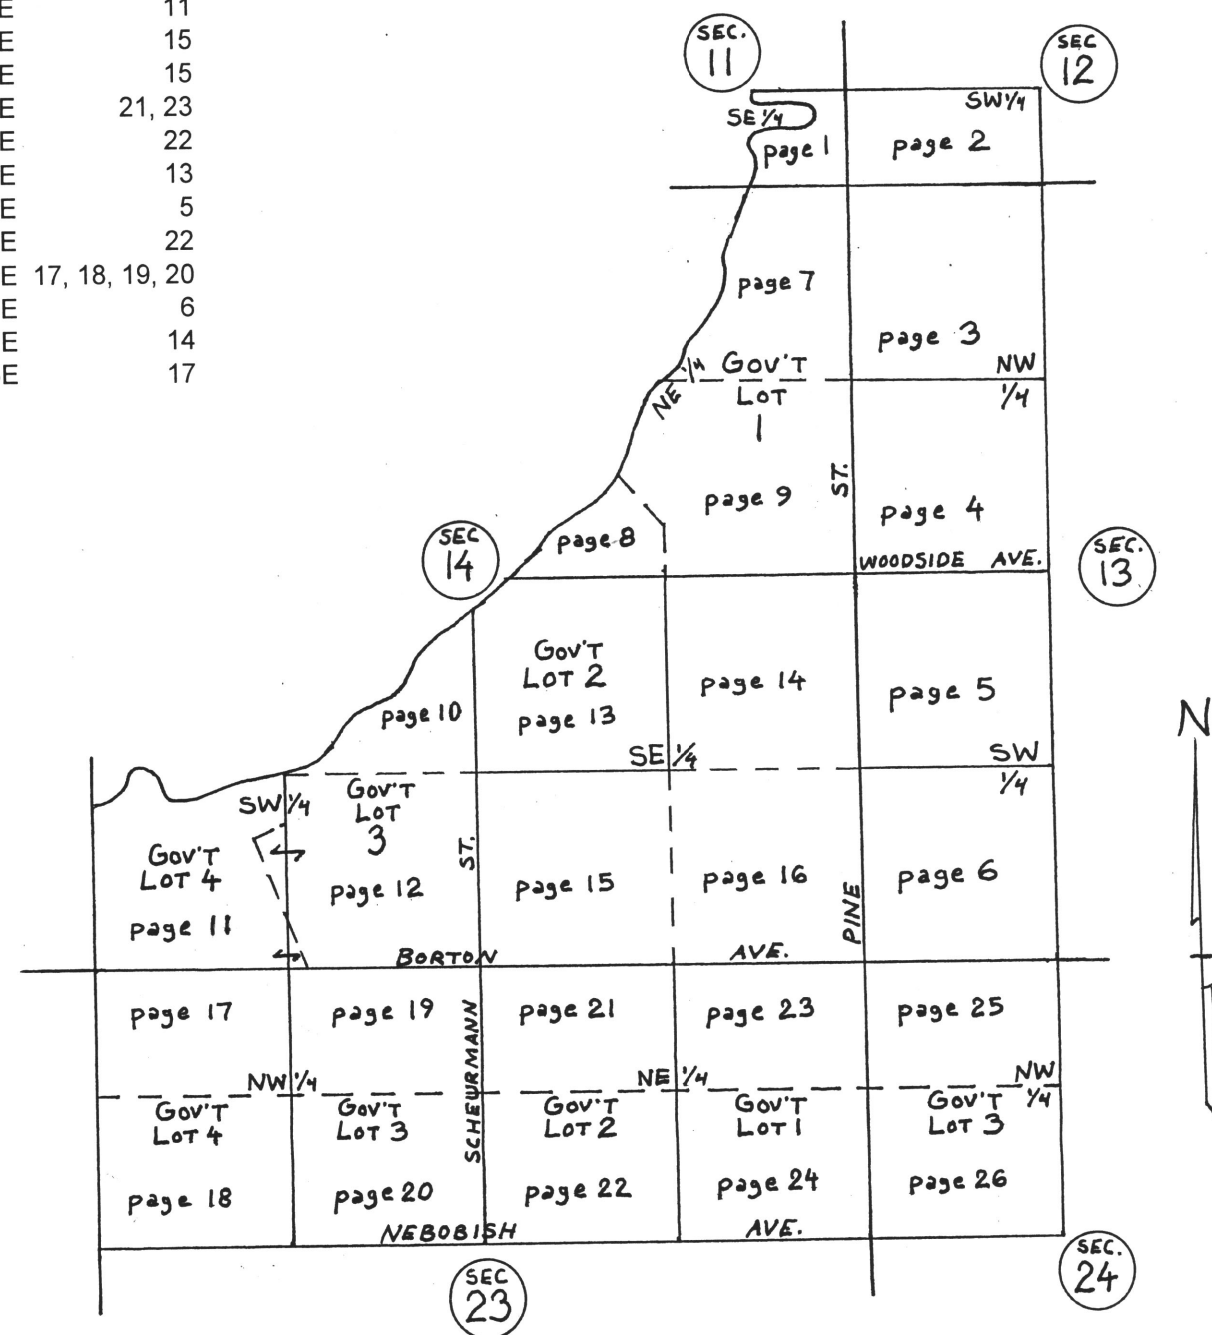 E 11
E 15
E 15
E 21, 23
E 22
E 13
E 5
E 22
E 17, 18, 19, 20
E 6
E 14
E 17
SEC. 11
SEC 12
SE 1/4
SW 1/4
page 1
page 2
page 7
page 3
NE 1/4
GOV'T LOT 1
NW 1/4
page 9
ST.
page 4
page 8
SEC 14
WOODSIDE AVE.
SEC. 13
GOV'T LOT 2
page 13
page 14
page 5
page 10
N
SE 1/4
SW 1/4
SW 1/4
GOV'T LOT 3
GOV'T LOT 4
page 11
page 12
ST.
page 15
page 16
PINE
page 6
BORTON AVE.
page 17
page 19
SCHEURMANN
page 21
page 23
page 25
NW 1/4
NE 1/4
NW 1/4
GOV'T LOT 4
GOV'T LOT 3
GOV'T LOT 2
GOV'T LOT 1
GOV'T LOT 3
page 18
page 20
page 22
page 24
page 26
NEBOBISH AVE.
SEC 23
SEC. 24